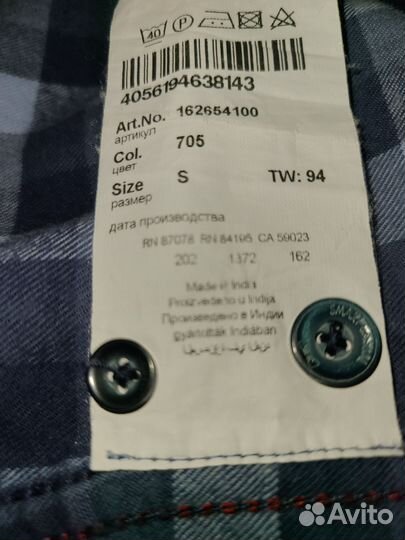 40 P
4056194638143
Art.No. 162654100
артикул
Col. 705
цвет
Size S TW: 94
размер
дата производства
RN 87078 RN 84195 CA 59023
202 1372 162
Made in India
Proizvedeno u Indija
Произведено в Индии
gyártották Indiában
Avito